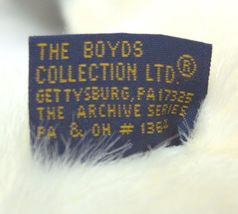 THE BOYDS
COLLECTION LTD.®
GETTYSBURG, PA 17325
THE ARCHIVE SERIES
PA & OH # 136